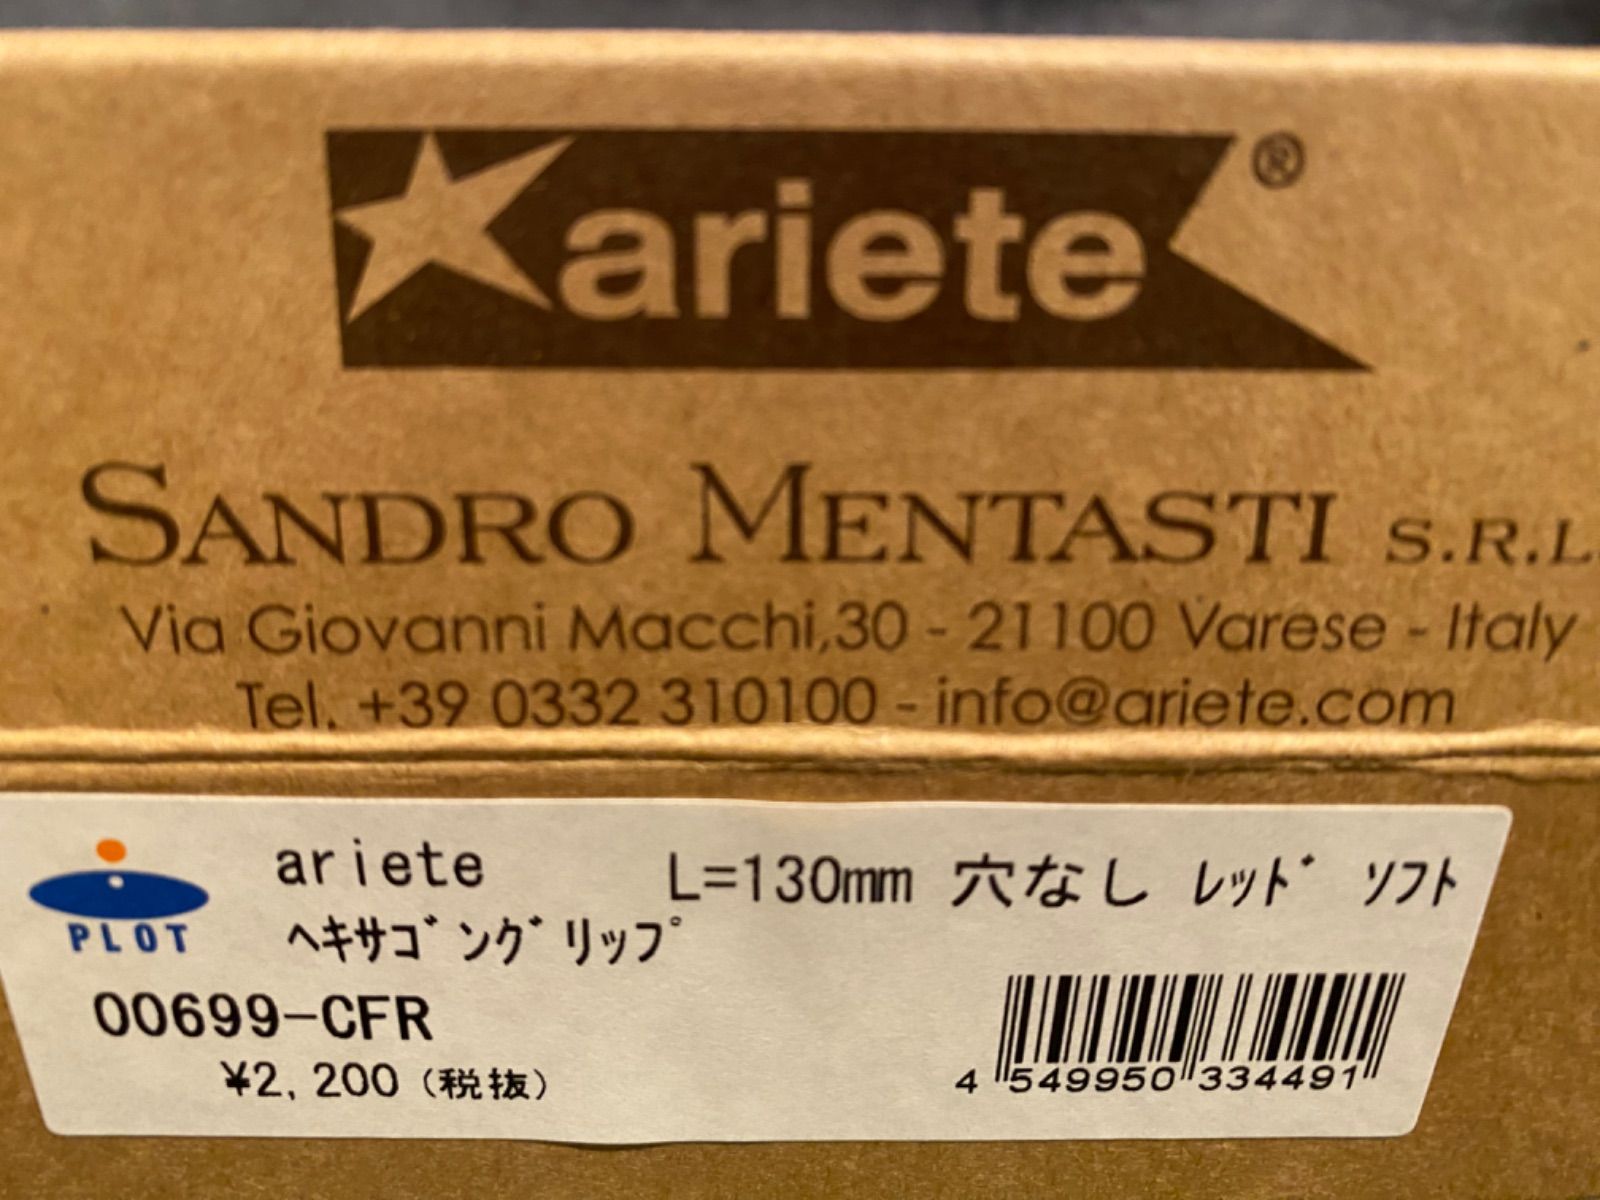 ariete®
SANDRO MENTASTI S.R.L.
Via Giovanni Macchi,30 - 21100 Varese - Italy
Tel. +39 0332 310100 - info@ariete.com
PLOT
ariete L=130mm 穴なし ﾚｯﾄﾞ ｿﾌﾄ
ﾍｷｻｺﾞﾝｸﾞﾘｯﾌﾟ
00699-CFR
¥2,200(税抜)
4 549950 334491